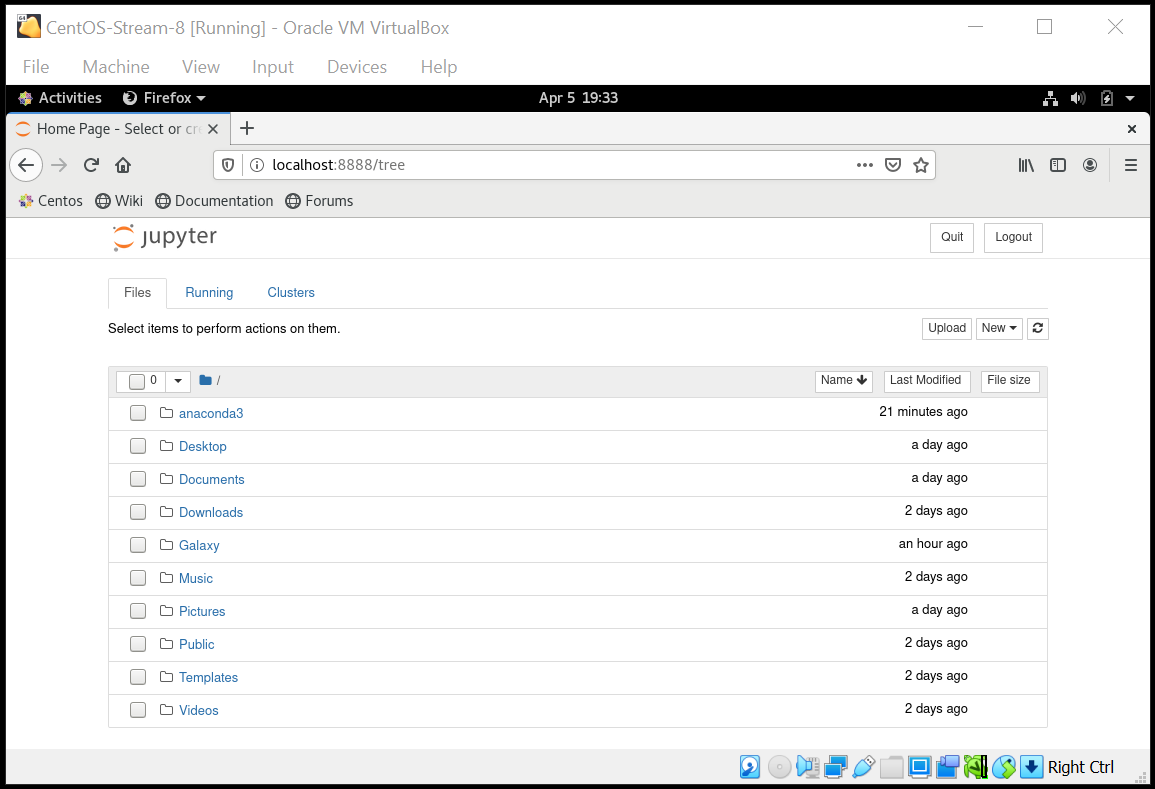 CentOS-Stream-8 [Running] - Oracle VM VirtualBox
File Machine View Input Devices Help
Activities Firefox Apr 5 19:33
Home Page - Select or cre
localhost:8888/tree
Centos Wiki Documentation Forums
jupyter Quit Logout
Files Running Clusters
Select items to perform actions on them. Upload New
0 / Name Last Modified File size
anaconda3 21 minutes ago
Desktop a day ago
Documents a day ago
Downloads 2 days ago
Galaxy an hour ago
Music 2 days ago
Pictures a day ago
Public 2 days ago
Templates 2 days ago
Videos 2 days ago
Right Ctrl